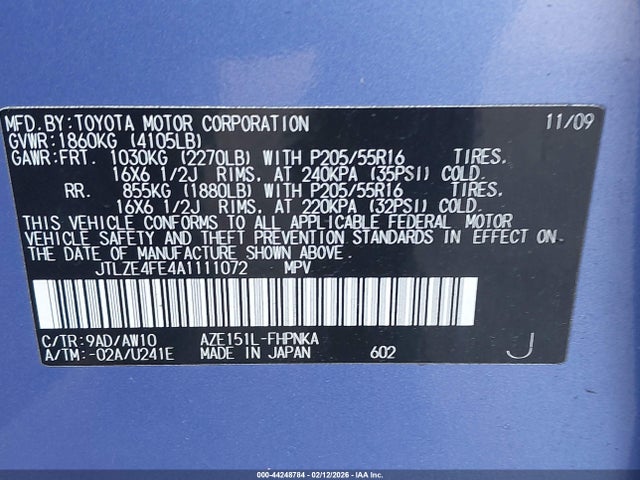 MFD.BY:TOYOTA MOTOR CORPORATION 11/09
GVWR:1860KG (4105LB)
GAWR:FRT. 1030KG (2270LB) WITH P205/55R16 TIRES,
16X6 1/2J RIMS, AT 240KPA (35PSI) COLD.
RR. 855KG (1880LB) WITH P205/55R16 TIRES,
16X6 1/2J RIMS, AT 220KPA (32PSI) COLD.
THIS VEHICLE CONFORMS TO ALL APPLICABLE FEDERAL MOTOR
VEHICLE SAFETY AND THEFT PREVENTION STANDARDS IN EFFECT ON
THE DATE OF MANUFACTURE SHOWN ABOVE.
JTLZE4FE4A1111072 MPV
C/TR:9AD/AW10 AZE151L-FHPNKA
A/TM:-02A/U241E MADE IN JAPAN 602 J
000-44248784 - 02/12/2026 - IAA Inc.